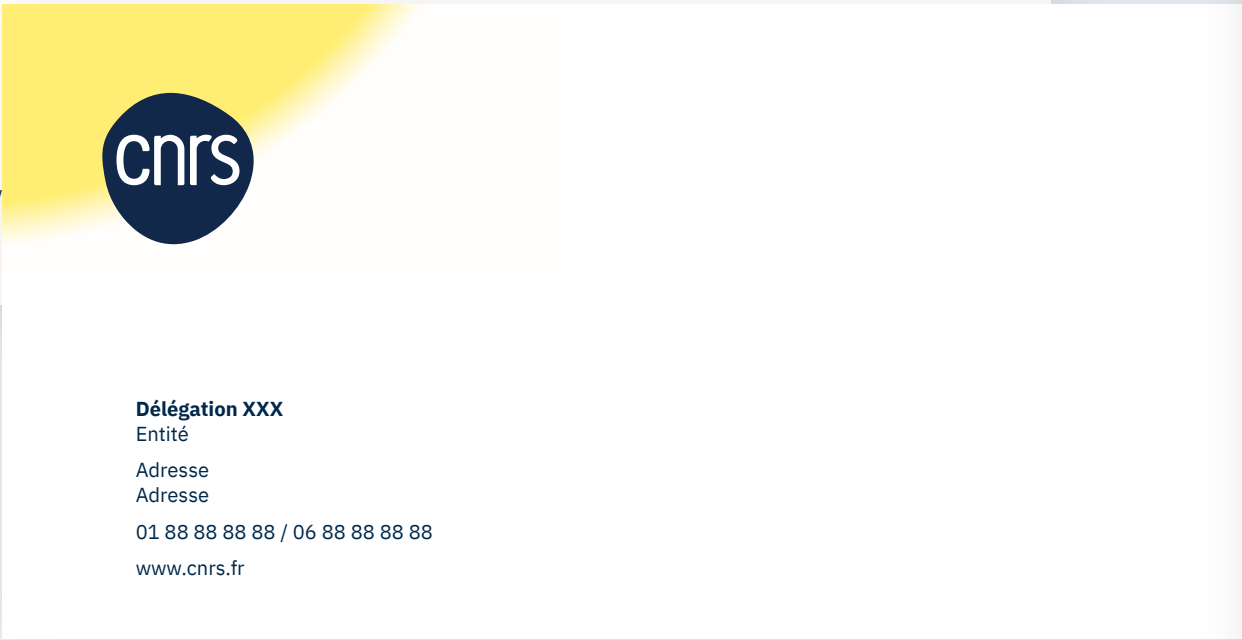 cnrs
Délégation XXX
Entité
Adresse
Adresse
01 88 88 88 88 / 06 88 88 88 88
www.cnrs.fr